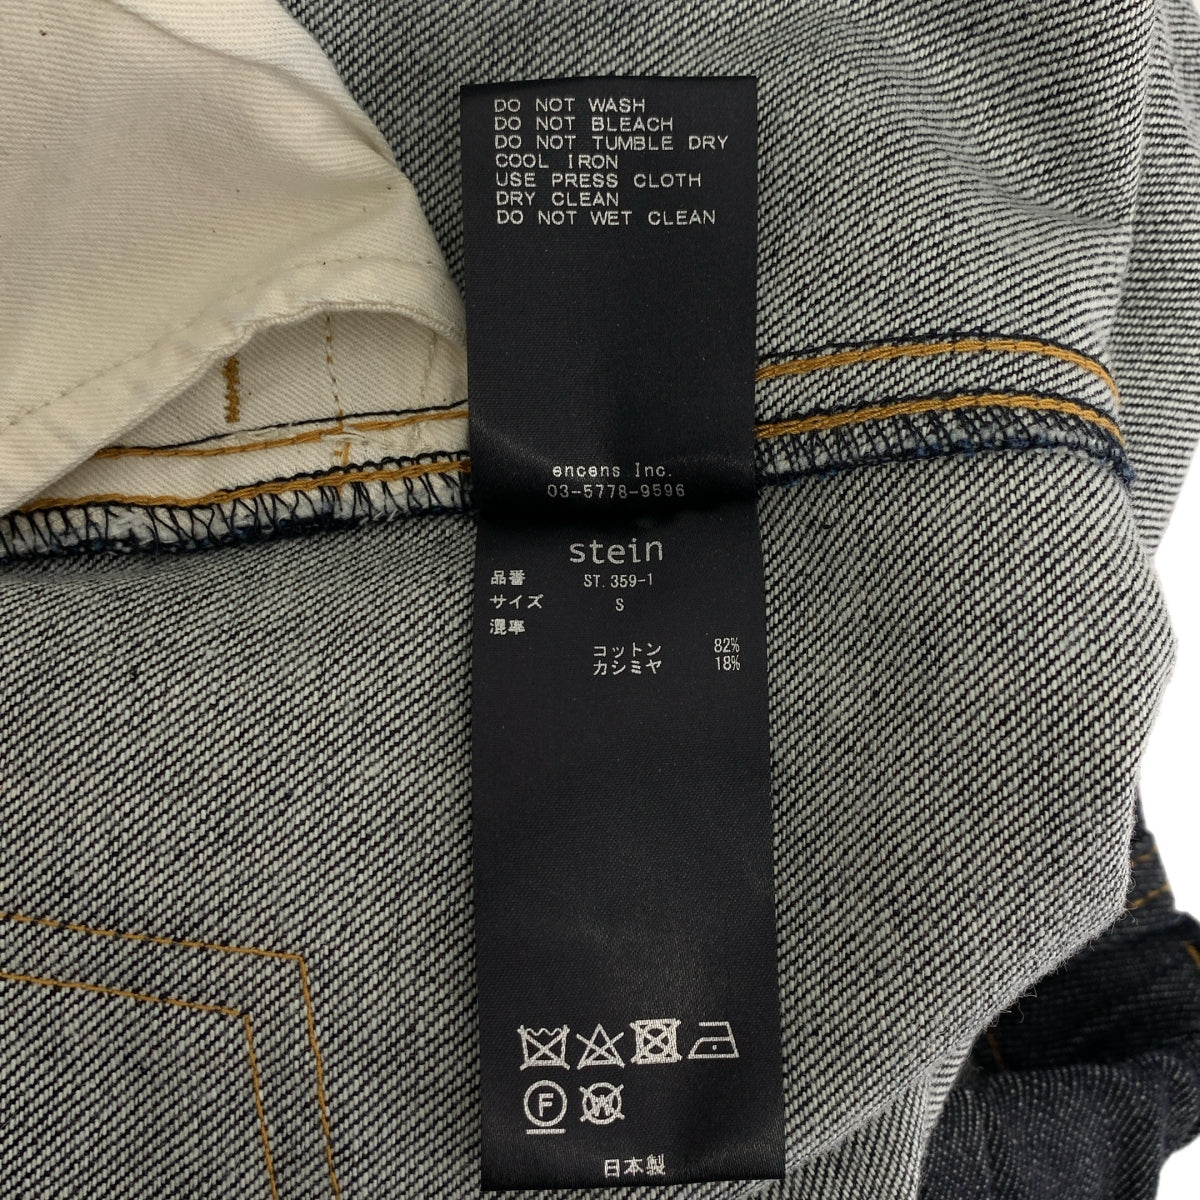 DO NOT WASH
DO NOT BLEACH
DO NOT TUMBLE DRY
COOL IRON
USE PRESS CLOTH
DRY CLEAN
DO NOT WET CLEAN
encens Inc.
03-5778-9596
stein
品番 ST.359-1
サイズ S
混率
コットン 82%
カシミヤ 18%
F W
日本製